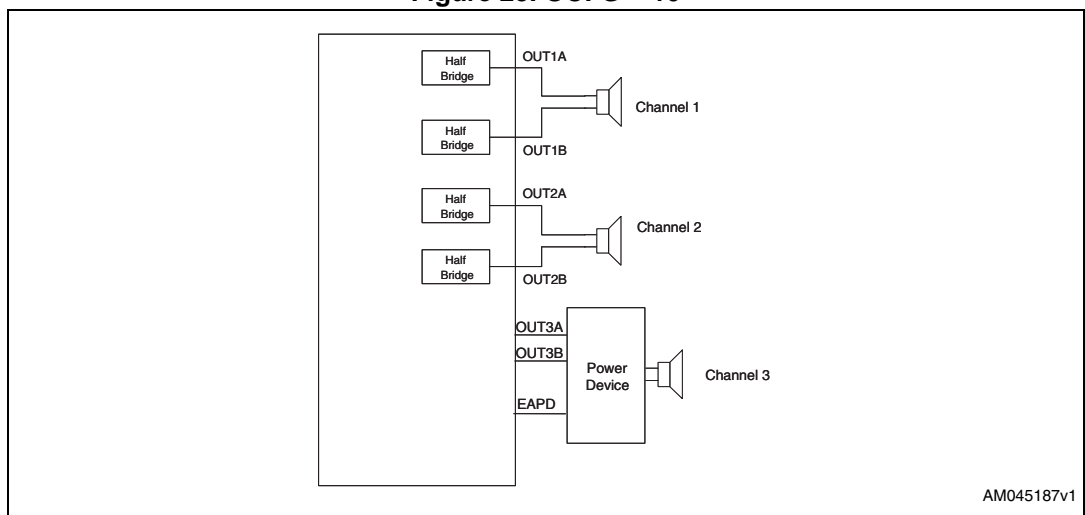 Half
Bridge
OUT1A
Channel 1
Half
Bridge
OUT1B
Half
Bridge
OUT2A
Channel 2
Half
Bridge
OUT2B
OUT3A
OUT3B
Power
Device
Channel 3
EAPD
AM045187v1